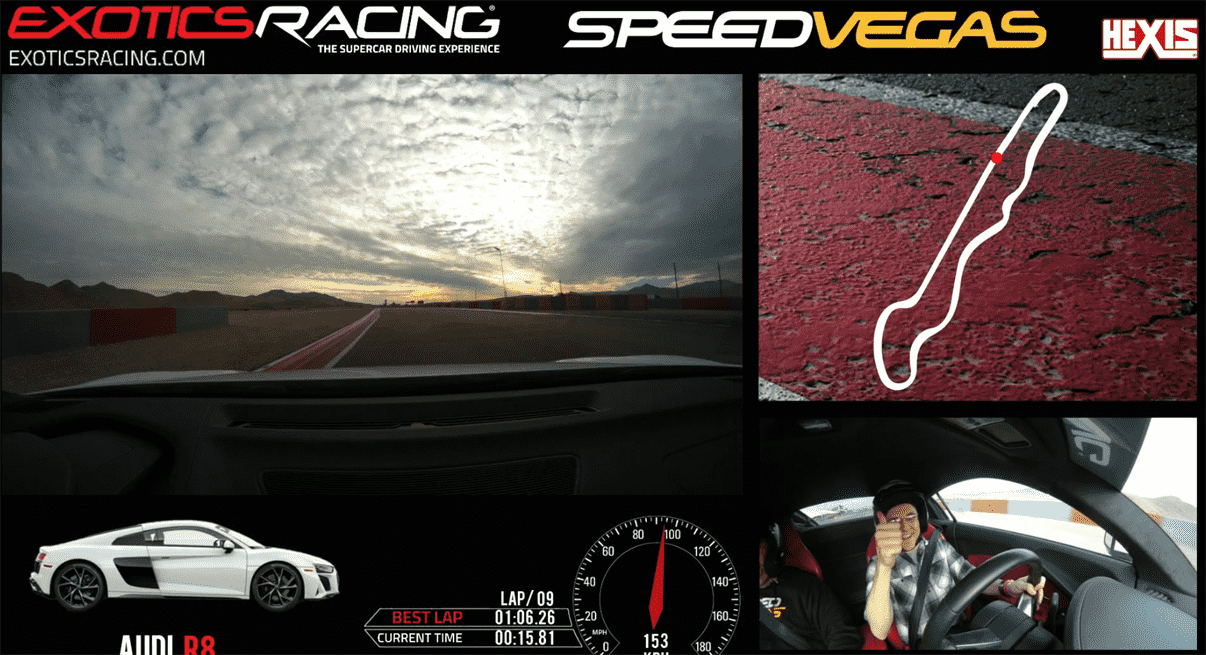 EXOTICSRACING®
THE SUPERCAR DRIVING EXPERIENCE
EXOTICSRACING.COM
SPEEDVEGAS
HEXIS
AUDI R8
LAP/ 09
BEST LAP 01:06.26
CURRENT TIME 00:15.81
0
20
40
60
80
100
120
140
160
180
MPH
153
KPH